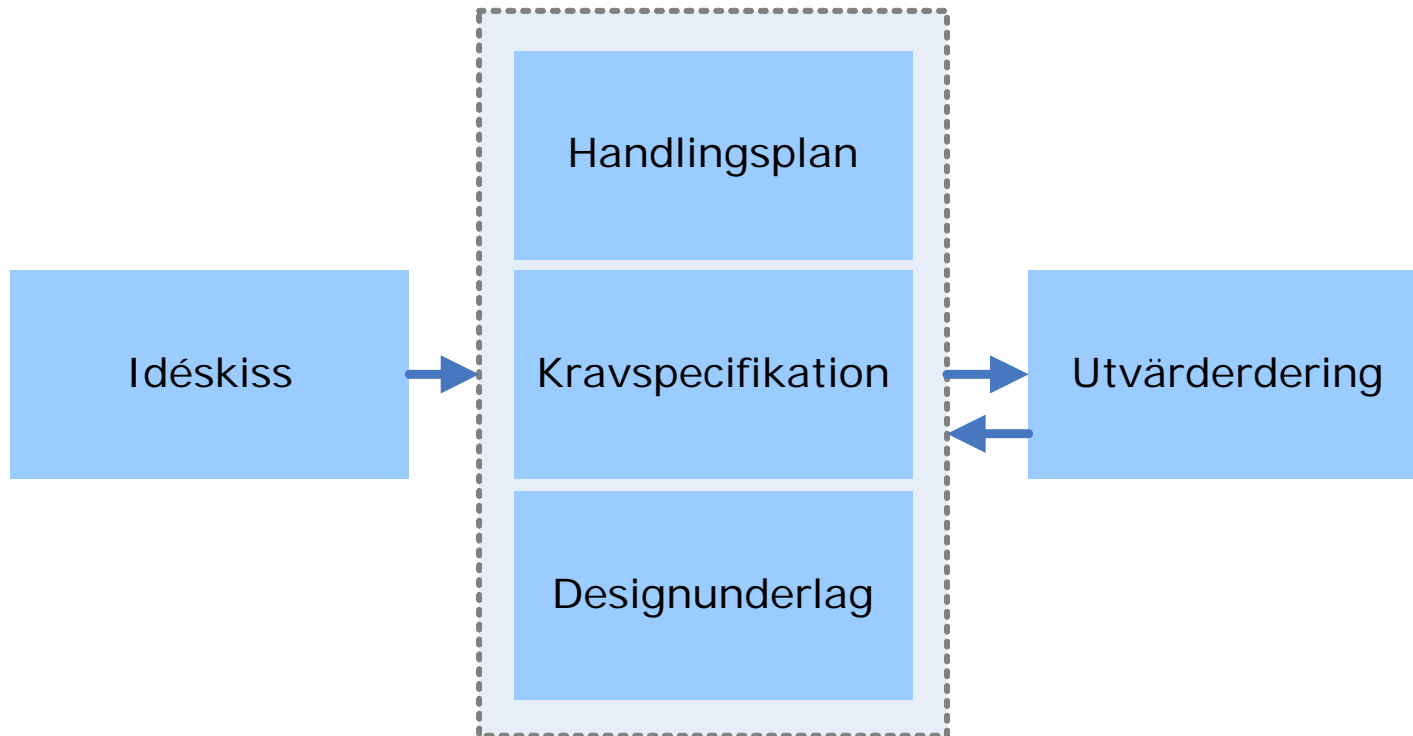 Handlingsplan
Idéskiss
Kravspecifikation
Utvärderdering
Designunderlag